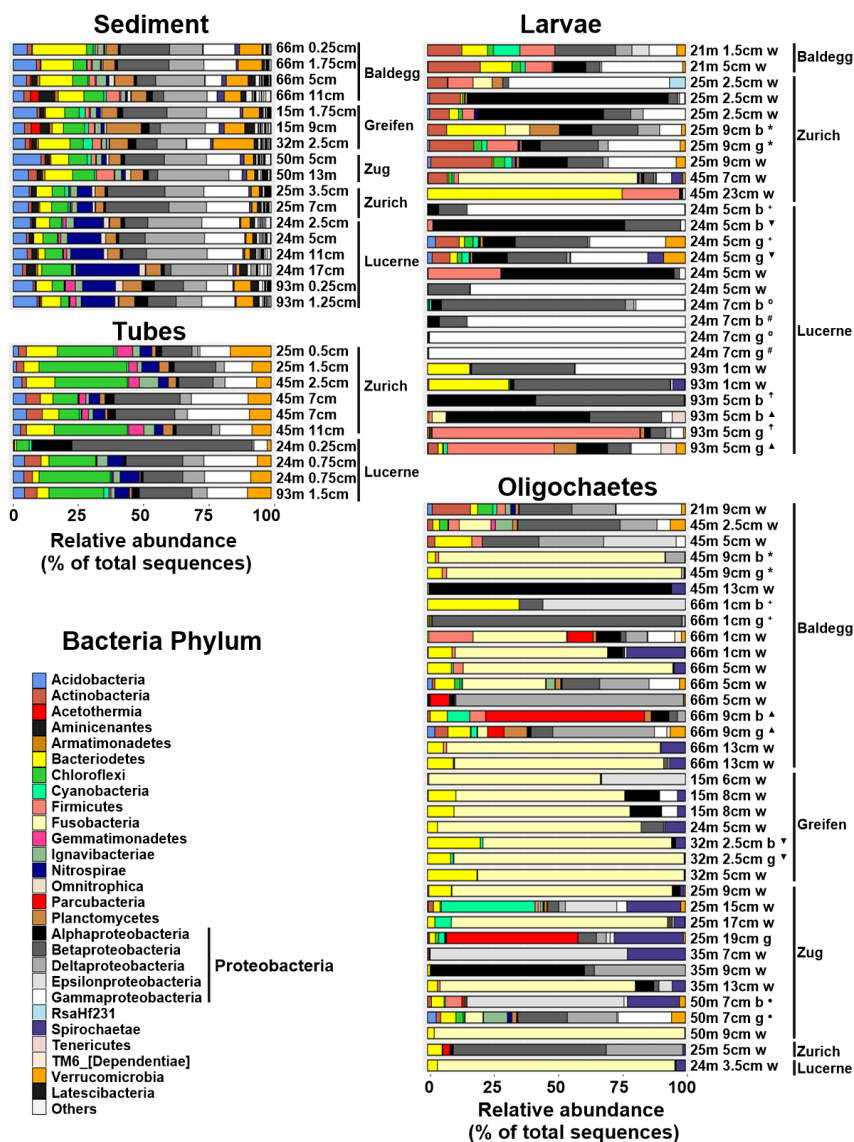 Sediment
66m 0.25cm
66m 1.75cm
66m 5cm
66m 11cm
Baldegg
15m 1.75cm
15m 9cm
32m 2.5cm
Greifen
50m 5cm
50m 13m
Zug
25m 3.5cm
25m 7cm
Zurich
24m 2.5cm
24m 5cm
24m 11cm
24m 17cm
93m 0.25cm
93m 1.25cm
Lucerne
Tubes
25m 0.5cm
25m 1.5cm
45m 2.5cm
45m 7cm
45m 7cm
45m 11cm
Zurich
24m 0.25cm
24m 0.75cm
24m 0.75cm
93m 1.5cm
Lucerne
0 25 50 75 100
Relative abundance
(% of total sequences)
Bacteria Phylum
Acidobacteria
Actinobacteria
Acetothermia
Aminicenantes
Armatimonadetes
Bacteriodetes
Chloroflexi
Cyanobacteria
Firmicutes
Fusobacteria
Gemmatimonadetes
Ignavibacteriae
Nitrospirae
Omnitrophica
Parcubacteria
Planctomycetes
Alphaproteobacteria
Betaproteobacteria
Deltaproteobacteria
Epsilonproteobacteria
Gammaproteobacteria
Proteobacteria
RsaHf231
Spirochaetae
Tenericutes
TM6_[Dependentiae]
Verrucomicrobia
Latescibacteria
Others
Larvae
21m 1.5cm w
21m 5cm w
Baldegg
25m 2.5cm w
25m 2.5cm w
25m 2.5cm w
25m 9cm b *
25m 9cm g *
25m 9cm w
45m 7cm w
45m 23cm w
Zurich
24m 5cm b +
24m 5cm b ▼
24m 5cm g +
24m 5cm g ▼
24m 5cm w
24m 5cm w
24m 7cm b o
24m 7cm b #
24m 7cm g o
24m 7cm g #
93m 1cm w
93m 1cm w
93m 5cm b ↑
93m 5cm b ▲
93m 5cm g ↑
93m 5cm g ▲
Lucerne
Oligochaetes
21m 9cm w
45m 2.5cm w
45m 5cm w
45m 9cm b *
45m 9cm g *
45m 13cm w
66m 1cm b +
66m 1cm g +
66m 1cm w
66m 1cm w
66m 5cm w
66m 5cm w
66m 5cm w
66m 9cm b ▲
66m 9cm g ▲
66m 13cm w
66m 13cm w
Baldegg
15m 6cm w
15m 8cm w
15m 8cm w
24m 5cm w
32m 2.5cm b ▼
32m 2.5cm g ▼
32m 5cm w
Greifen
25m 9cm w
25m 15cm w
25m 17cm w
25m 19cm g
35m 7cm w
35m 9cm w
35m 13cm w
50m 7cm b •
50m 7cm g •
50m 9cm w
Zug
25m 5cm w
Zurich
24m 3.5cm w
Lucerne
0 25 50 75 100
Relative abundance
(% of total sequences)